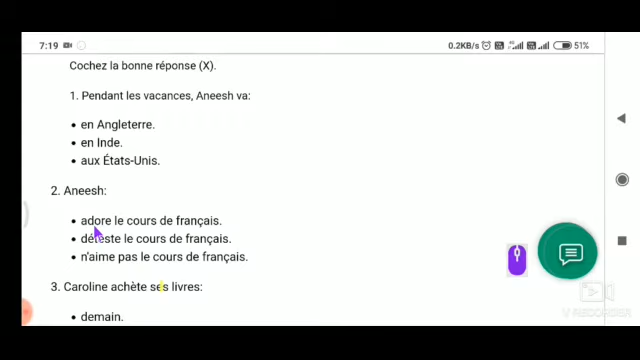 7:19
0.2KB/s
51%
Cochez la bonne réponse (X).
1. Pendant les vacances, Aneesh va:
• en Angleterre.
• en Inde.
• aux États-Unis.
2. Aneesh:
• adore le cours de français.
• déteste le cours de français.
• n'aime pas le cours de français.
3. Caroline achète ses livres:
• demain.
V RECORDER